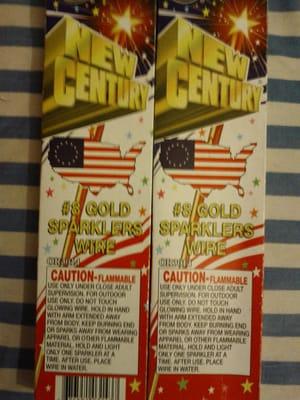 NEW
CENTURY
#8 GOLD
SPARKLERS
WIRE
CAUTION-FLAMMABLE
USE ONLY UNDER CLOSE ADULT
SUPERVISION. FOR OUTDOOR
USE ONLY. DO NOT TOUCH
GLOWING WIRE. HOLD IN HAND
WITH ARM EXTENDED AWAY
FROM BODY. KEEP BURNING END
OR SPARKS AWAY FROM WEARING
APPAREL OR OTHER FLAMMABLE
MATERIAL. HOLD AND LIGHT
ONLY ONE SPARKLER AT A
TIME. AFTER USE, PLACE
WIRE IN WATER.
NEW
CENTURY
#8 GOLD
SPARKLERS
WIRE
CAUTION-FLAMMABLE
USE ONLY UNDER CLOSE ADULT
SUPERVISION. FOR OUTDOOR
USE ONLY. DO NOT TOUCH
GLOWING WIRE. HOLD IN HAND
WITH ARM EXTENDED AWAY
FROM BODY. KEEP BURNING END
OR SPARKS AWAY FROM WEARING
APPAREL OR OTHER FLAMMABLE
MATERIAL. HOLD AND LIGHT
ONLY ONE SPARKLER AT A
TIME. AFTER USE, PLACE
WIRE IN WATER.